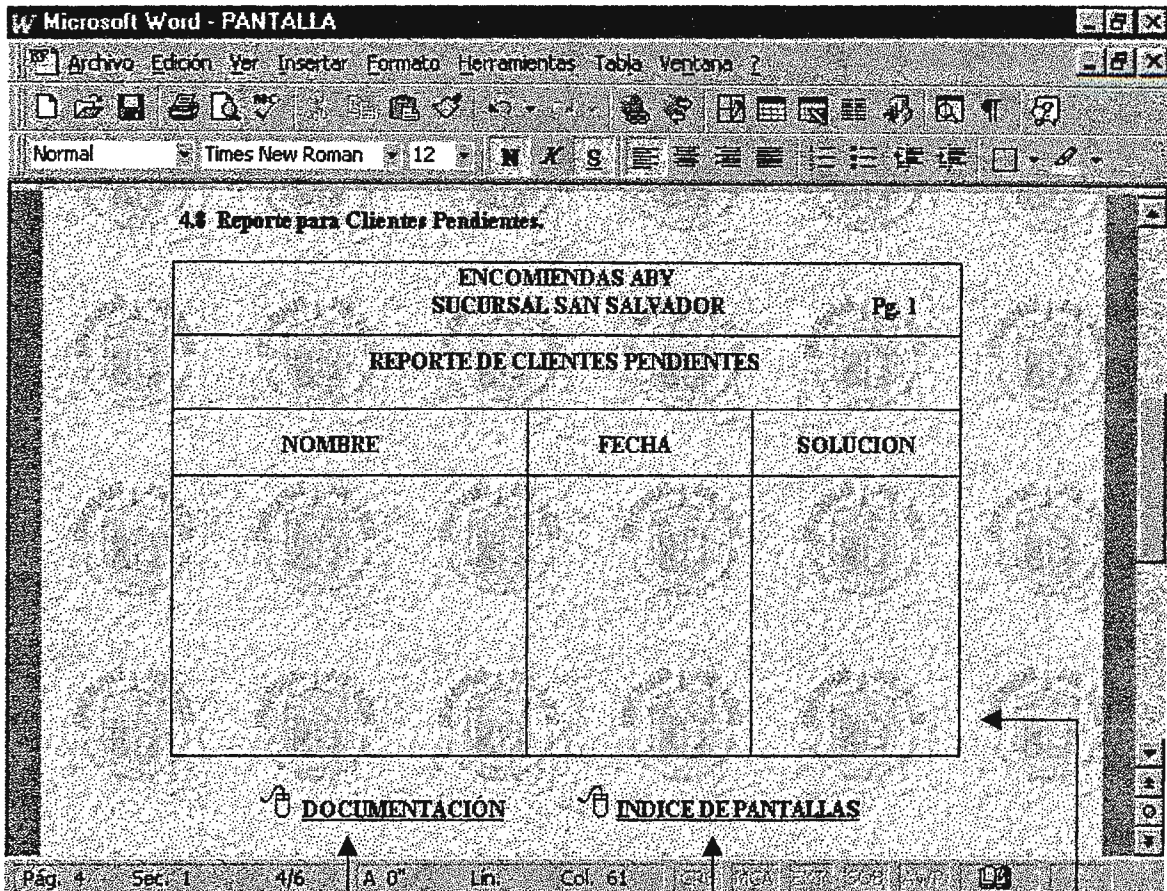 Microsoft Word - PANTALLA
Archivo Edición Ver Insertar Formato Herramientas Tabla Ventana ?
Normal Times New Roman 12 N K S
4.8 Reporte para Clientes Pendientes.
ENCOMIENDAS ABY
SUCURSAL SAN SALVADOR Pg. 1
REPORTE DE CLIENTES PENDIENTES
NOMBRE FECHA SOLUCION
DOCUMENTACIÓN INDICE DE PANTALLAS
Pág. 4 Sec. 1 4/6 A 0" Lín. Col. 61